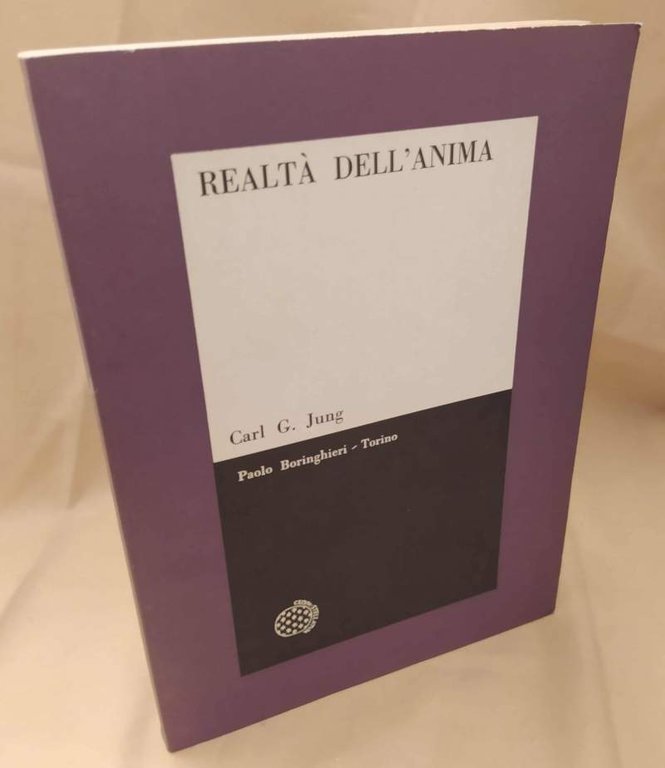 REALTÀ DELL'ANIMA
Carl G. Jung
Paolo Boringhieri - Torino